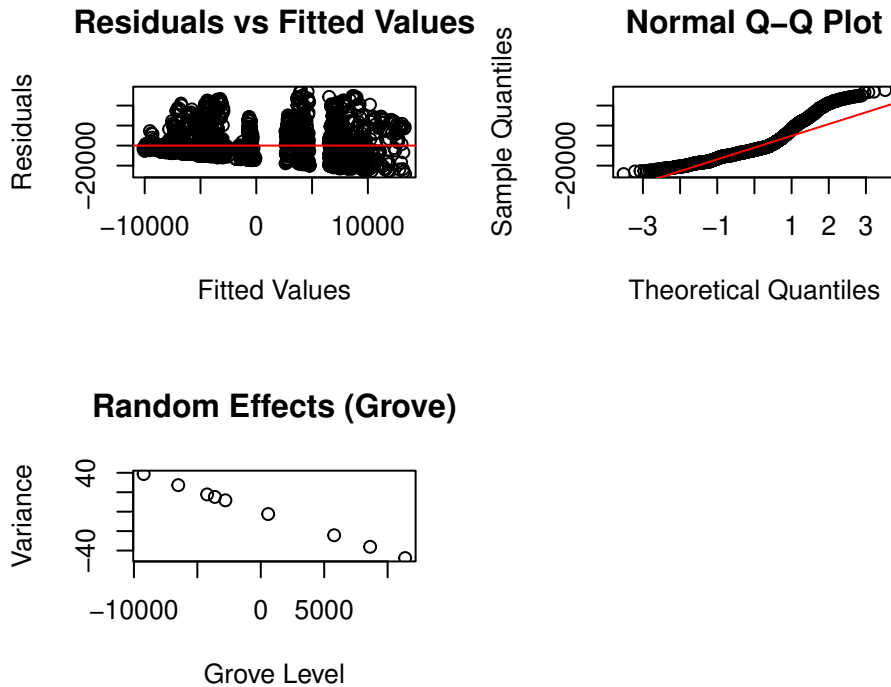 Residuals vs Fitted Values
Residuals
−20000
−10000 0 10000
Fitted Values
Normal Q−Q Plot
Sample Quantiles
−20000
−3 −1 1 2 3
Theoretical Quantiles
Random Effects (Grove)
Variance
−40 40
−10000 0 5000
Grove Level